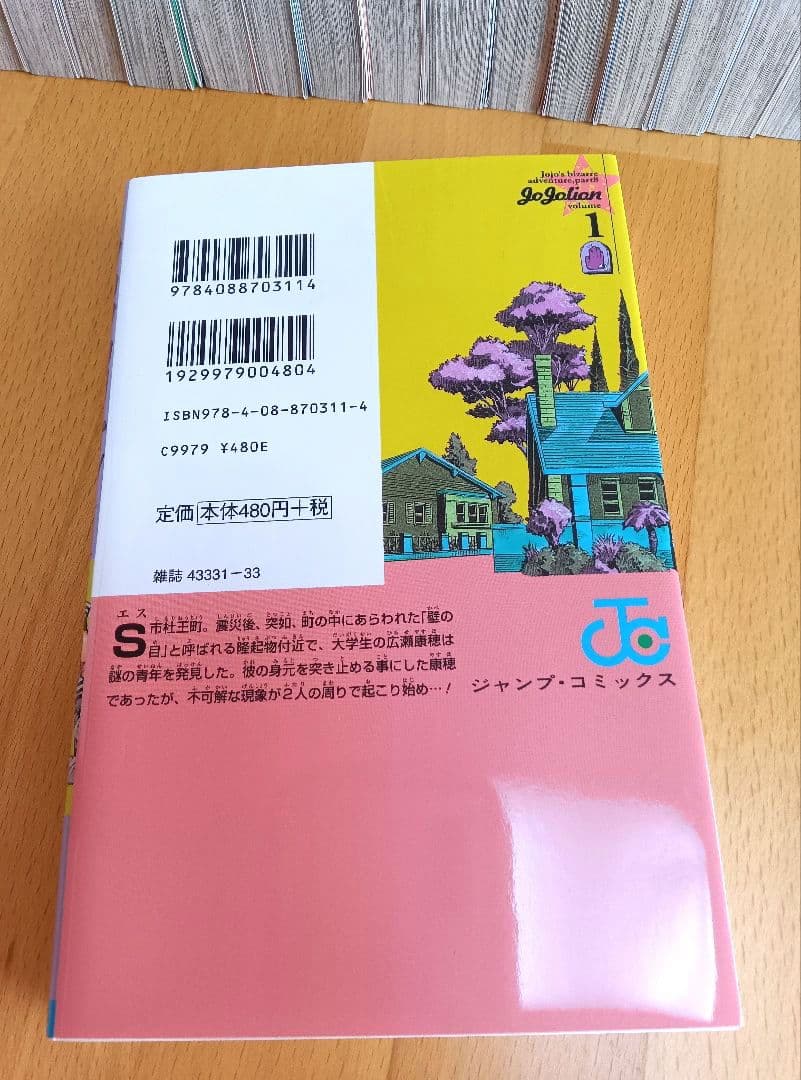 Jojo's bizarre
adventure,part8
JoJolion
volume
1
9784088703114
1929979004804
ISBN978-4-08-870311-4
C9979 ¥480E
定価 本体480円+税
雑誌 43331-33
S市杜王町。震災後、突如、町の中にあらわれた「壁の
目」と呼ばれる隆起物付近で、大学生の広瀬康穂は
謎の青年を発見した。彼の身元を突き止める事にした康穂
であったが、不可解な現象が2人の周りで起こり始め…!
JC
ジャンプ・コミックス